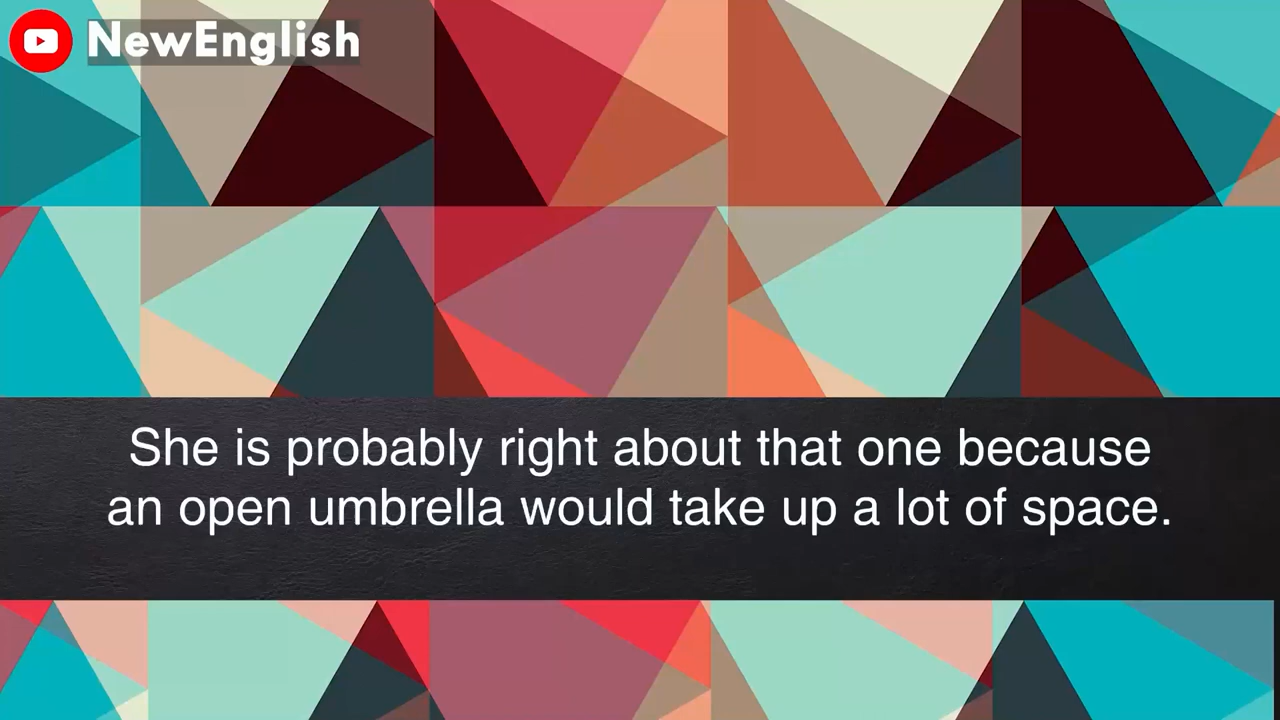 NewEnglish
She is probably right about that one because
an open umbrella would take up a lot of space.